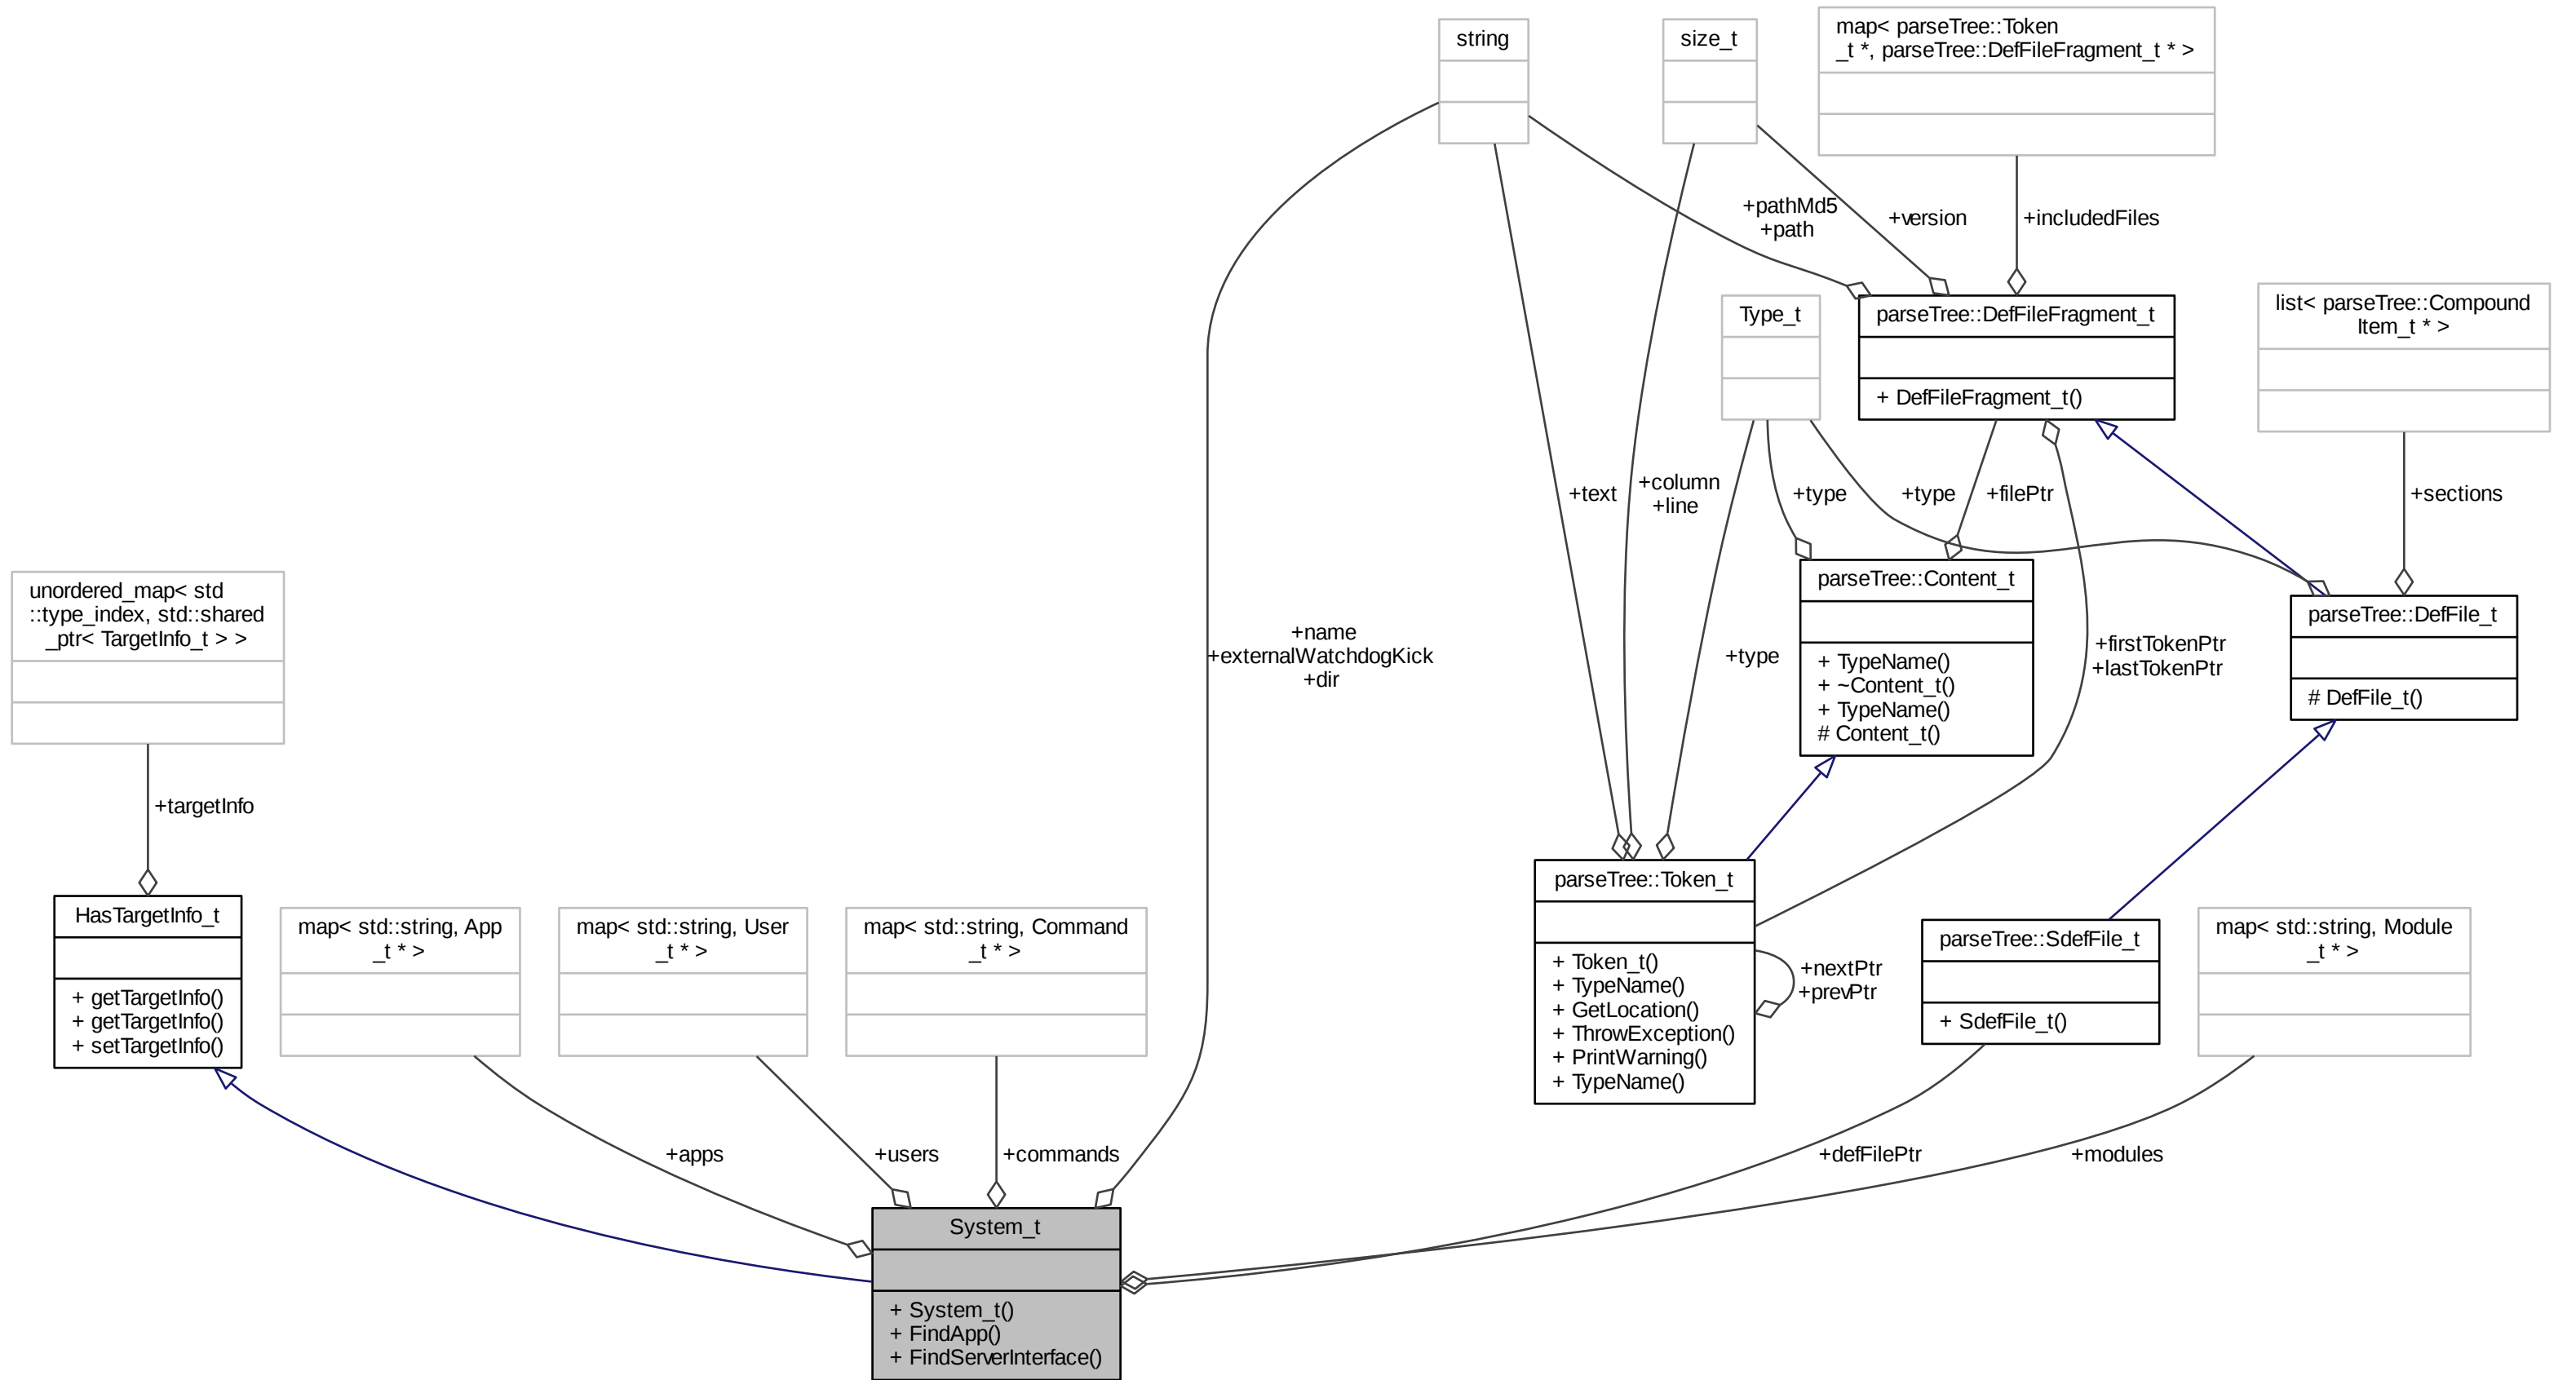 string
size_t
map< parseTree::Token
_t *, parseTree::DefFileFragment_t * >
+pathMd5
+path
+version
+includedFiles
Type_t
parseTree::DefFileFragment_t
+ DefFileFragment_t()
list< parseTree::Compound
Item_t * >
+text
+column
+line
+type
+type
+filePtr
+sections
unordered_map< std
::type_index, std::shared
_ptr< TargetInfo_t > >
+name
+externalWatchdogKick
+dir
+type
parseTree::Content_t
+ TypeName()
+ ~Content_t()
+ TypeName()
# Content_t()
+firstTokenPtr
+lastTokenPtr
parseTree::DefFile_t
# DefFile_t()
+targetInfo
HasTargetInfo_t
+ getTargetInfo()
+ getTargetInfo()
+ setTargetInfo()
map< std::string, App
_t * >
map< std::string, User
_t * >
map< std::string, Command
_t * >
parseTree::Token_t
+ Token_t()
+ TypeName()
+ GetLocation()
+ ThrowException()
+ PrintWarning()
+ TypeName()
+nextPtr
+prevPtr
parseTree::SdefFile_t
+ SdefFile_t()
map< std::string, Module
_t * >
+apps
+users
+commands
+defFilePtr
+modules
System_t
+ System_t()
+ FindApp()
+ FindServerInterface()